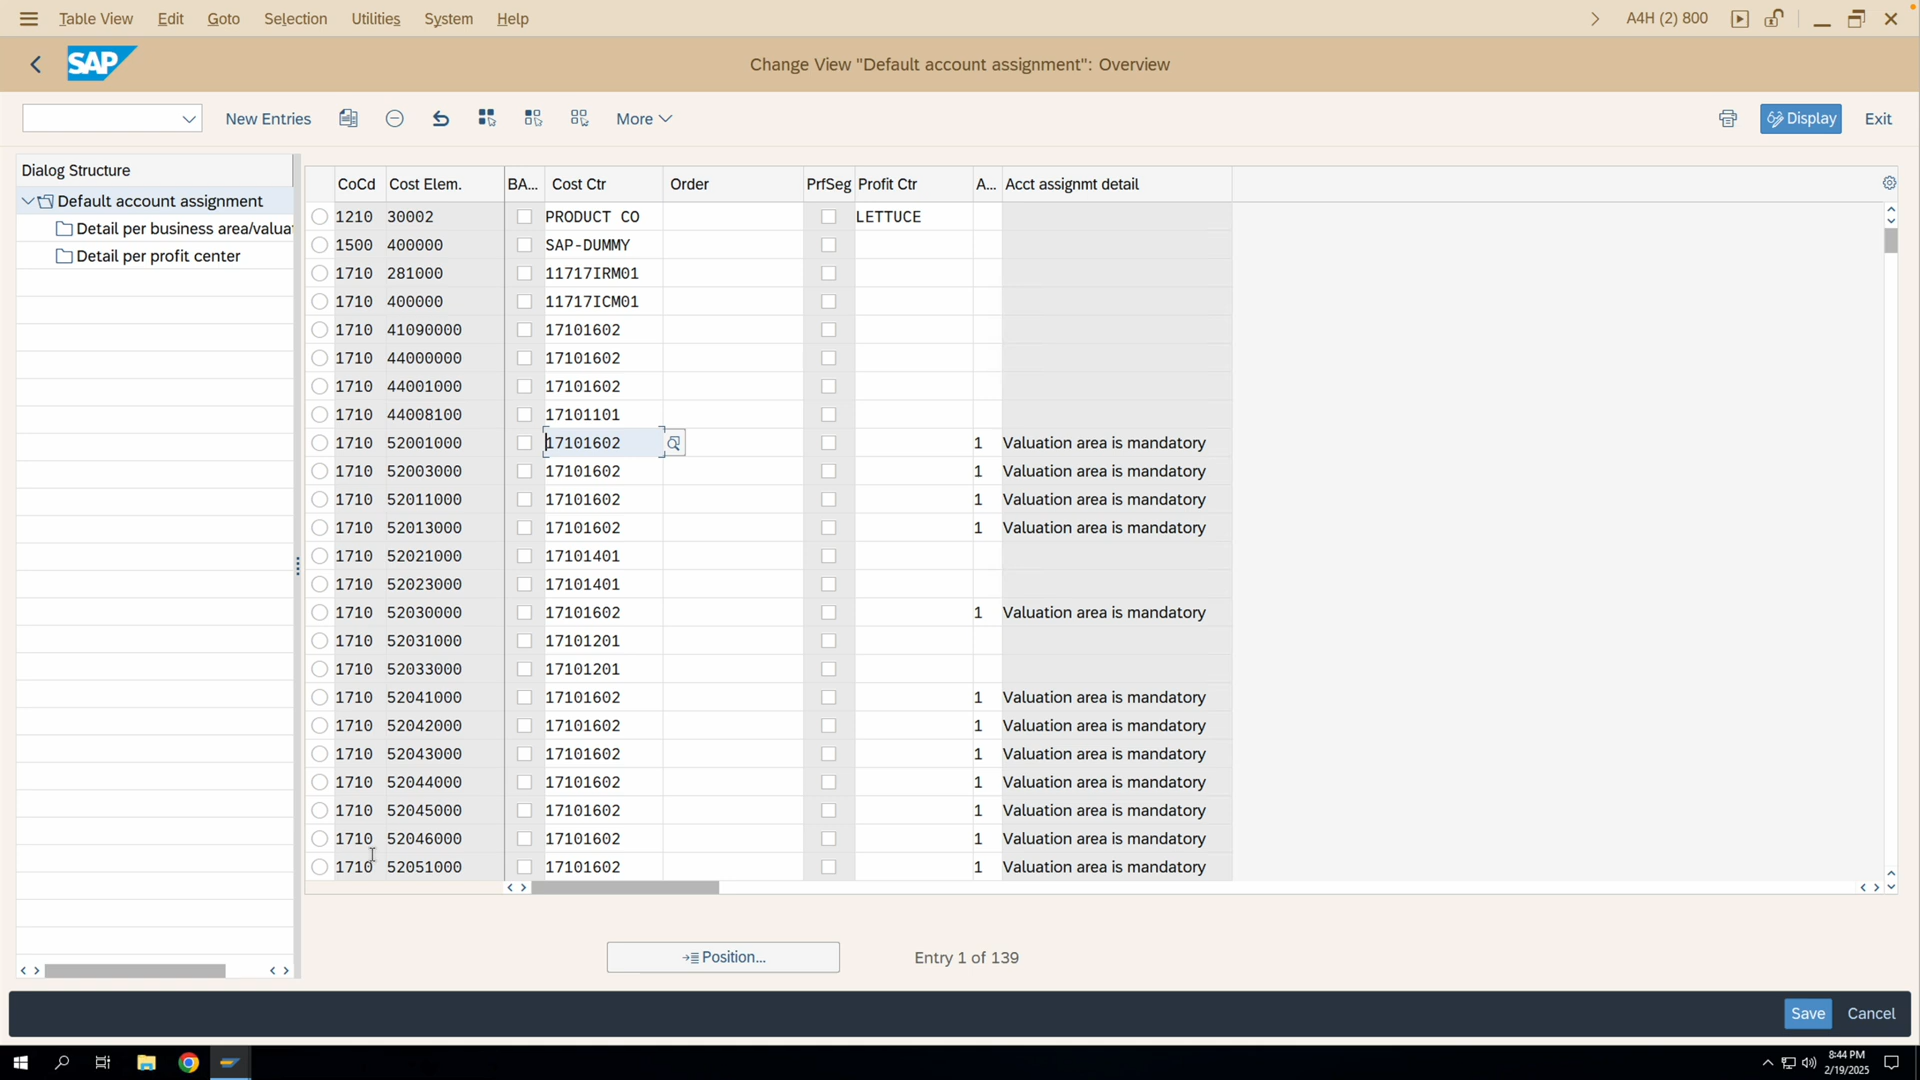 Table View Edit Goto Selection Utilities System Help A4H (2) 800
SAP Change View "Default account assignment": Overview
New Entries More Display Exit
Dialog Structure
Default account assignment
Detail per business area/valuat
Detail per profit center
CoCd Cost Elem. BA... Cost Ctr Order PrfSeg Profit Ctr A... Acct assignmt detail
1210 30002 PRODUCT CO LETTUCE
1500 400000 SAP-DUMMY
1710 281000 11717IRM01
1710 400000 11717ICM01
1710 41090000 17101602
1710 44000000 17101602
1710 44001000 17101602
1710 44008100 17101101
1710 52001000 17101602 1 Valuation area is mandatory
1710 52003000 17101602 1 Valuation area is mandatory
1710 52011000 17101602 1 Valuation area is mandatory
1710 52013000 17101602 1 Valuation area is mandatory
1710 52021000 17101401
1710 52023000 17101401
1710 52030000 17101602 1 Valuation area is mandatory
1710 52031000 17101201
1710 52033000 17101201
1710 52041000 17101602 1 Valuation area is mandatory
1710 52042000 17101602 1 Valuation area is mandatory
1710 52043000 17101602 1 Valuation area is mandatory
1710 52044000 17101602 1 Valuation area is mandatory
1710 52045000 17101602 1 Valuation area is mandatory
1710 52046000 17101602 1 Valuation area is mandatory
1710 52051000 17101602 1 Valuation area is mandatory
Position... Entry 1 of 139
Save Cancel
8:44 PM
2/19/2025